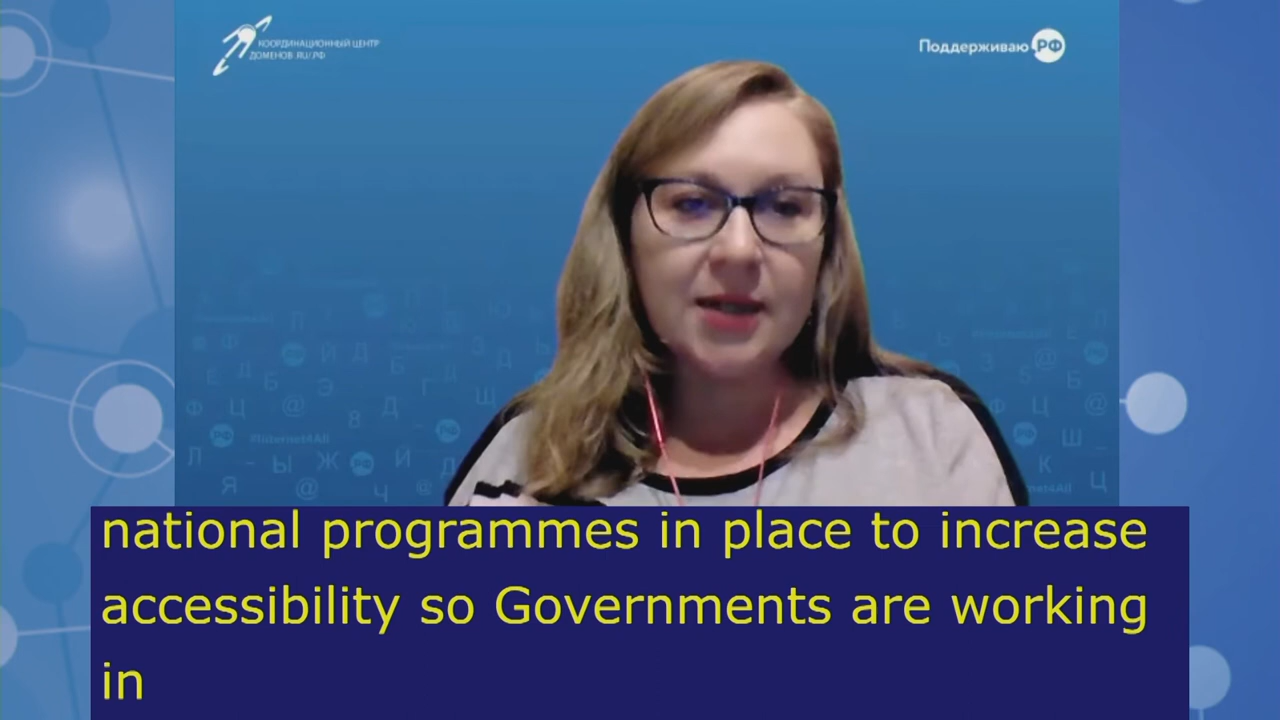 КООРДИНАЦИОННЫЙ ЦЕНТР
ДОМЕНОВ .RU/.РФ
Поддерживаю РФ
#Internet4All
national programmes in place to increase
accessibility so Governments are working
in